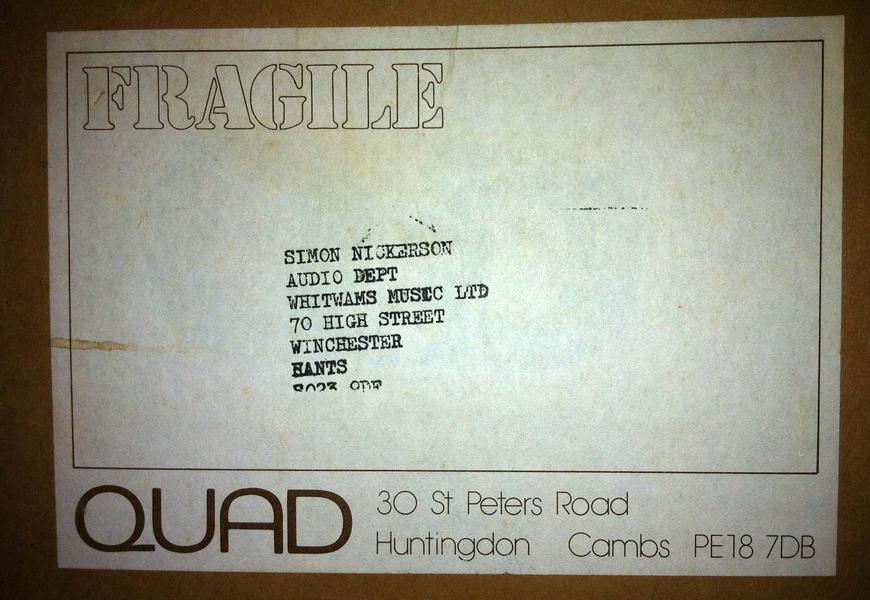 FRAGILE
SIMON NICKERSON
AUDIO DEPT
WHITWAMS MUSIC LTD
70 HIGH STREET
WINCHESTER
HANTS
SO23
QUAD
30 St Peters Road
Huntingdon Cambs PE18 7DB